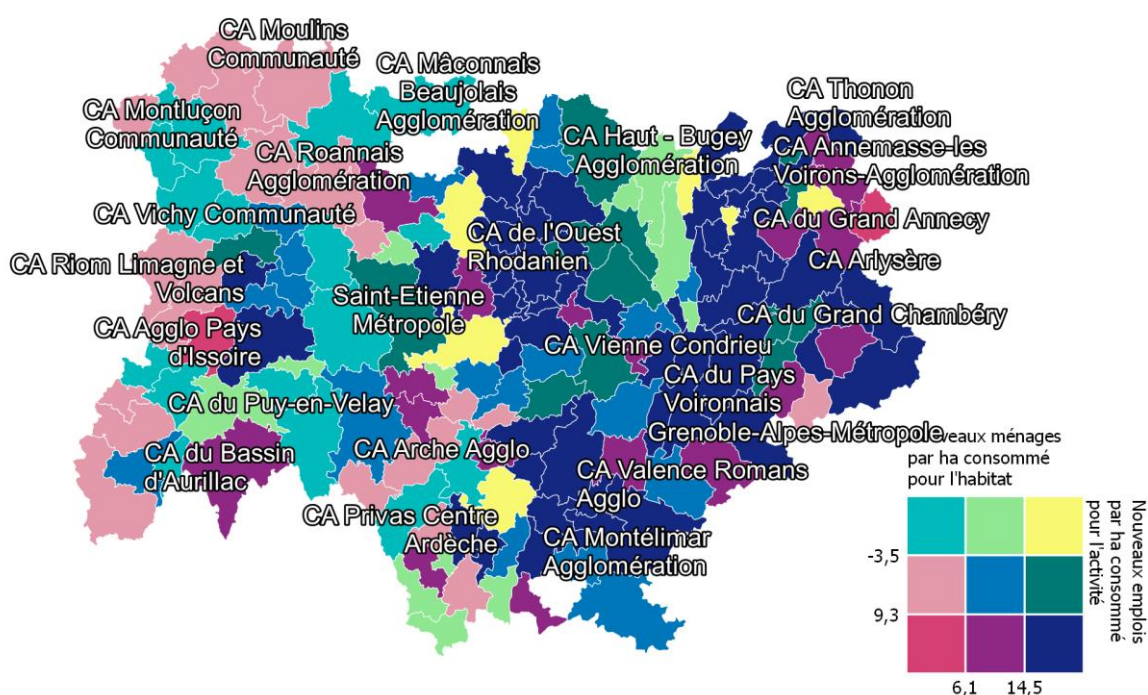 CA Moulins
Communauté
CA Mâconnais
Beaujolais
Agglomération
CA Thonon
Agglomération
CA Montluçon
Communauté
CA Haut - Bugey
Agglomération
CA Annemasse-les
Voirons-Agglomération
CA Roannais
Agglomération
CA Vichy Communauté
CA du Grand Annecy
CA de l'Ouest
Rhodanien
CA Arlysère
CA Riom Limagne et
Volcans
Saint-Etienne
Métropole
CA du Grand Chambéry
CA Agglo Pays
d'Issoire
CA Vienne Condrieu
CA du Pays
Voironnais
CA du Puy-en-Velay
Grenoble-Alpes-Métropole
CA du Bassin
d'Aurillac
CA Arche Agglo
CA Valence Romans
Agglo
CA Privas Centre
Ardèche
CA Montélimar
Agglomération
Nouveaux ménages
par ha consommé
pour l'habitat
Nouveaux emplois
par ha consommé
pour l'activité
-3,5
9,3
6,1 14,5